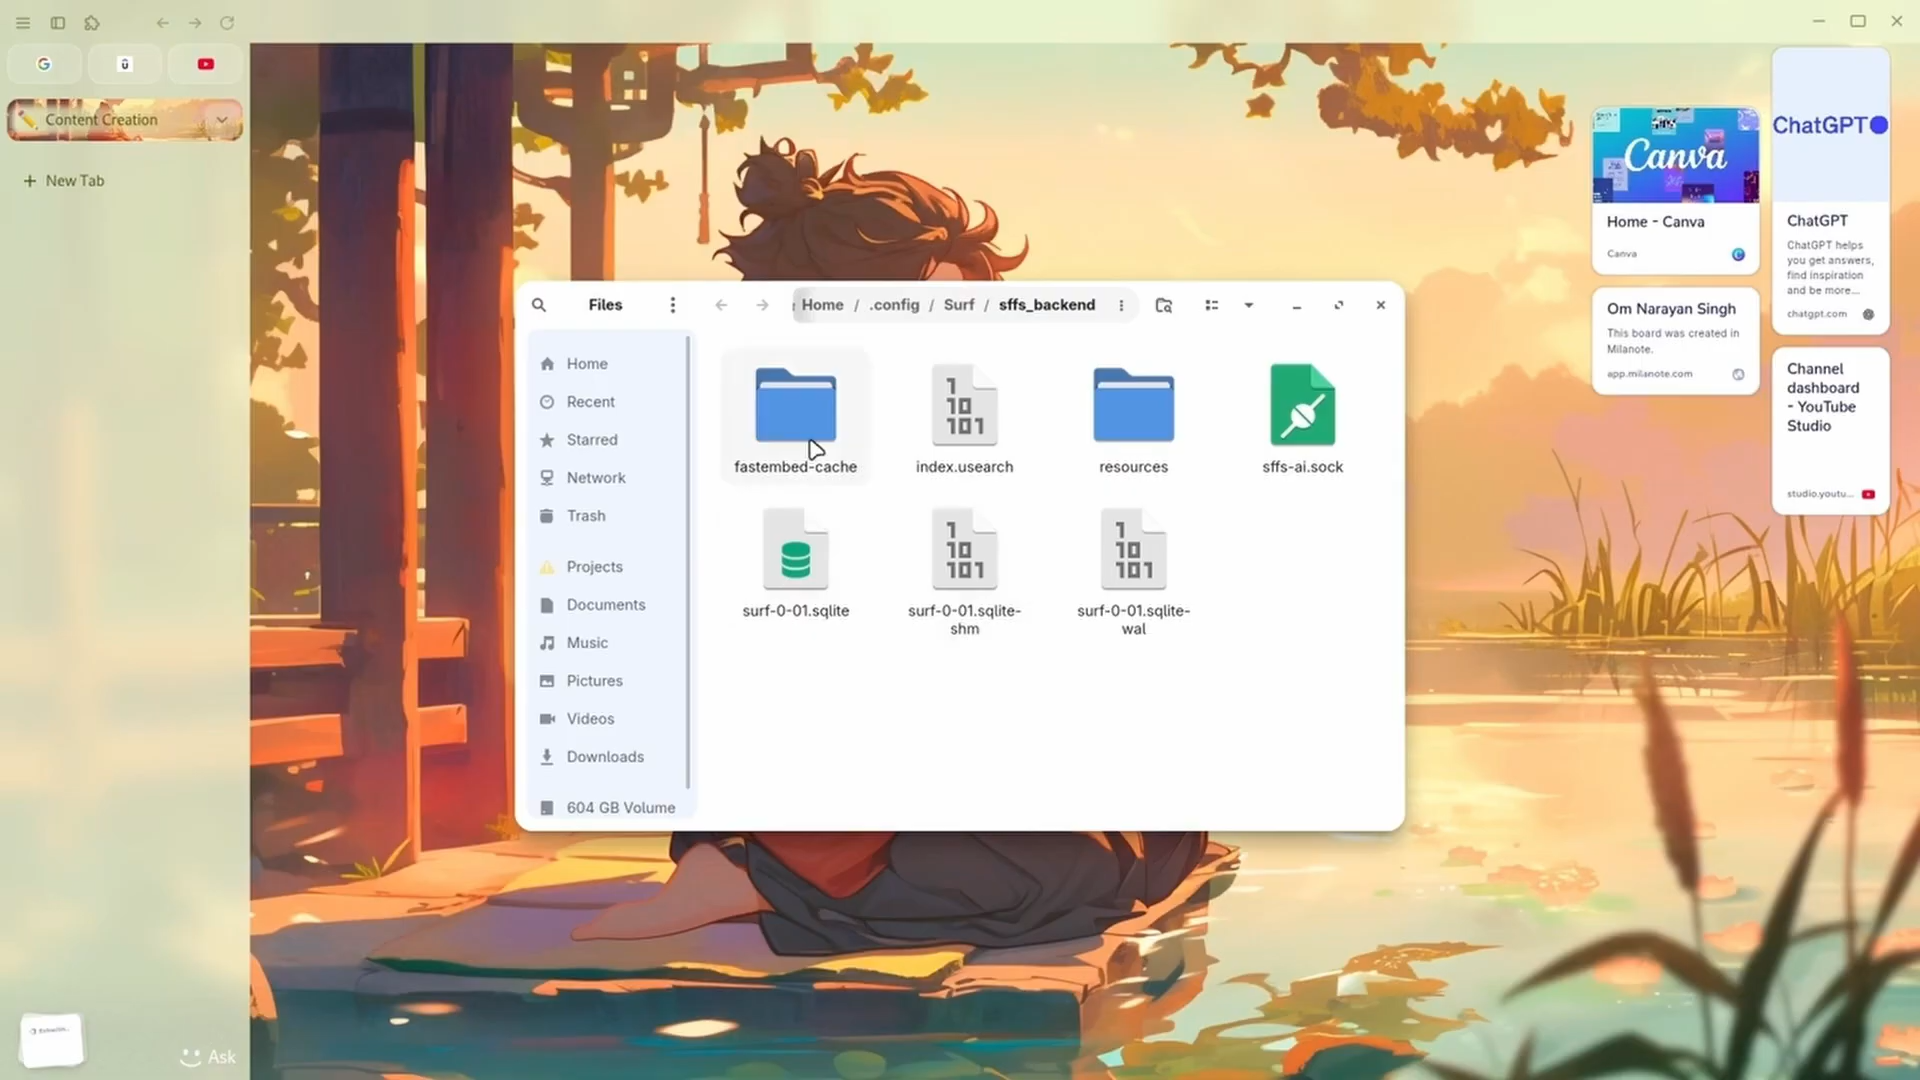 Content Creation
New Tab
Ask
Files
Home / .config / Surf / sffs_backend
Home
Recent
Starred
Network
Trash
Projects
Documents
Music
Pictures
Videos
Downloads
604 GB Volume
fastembed-cache
index.usearch
resources
sffs-ai.sock
surf-0-01.sqlite
surf-0-01.sqlite-
shm
surf-0-01.sqlite-
wal
Canva
Home - Canva
Canva
Om Narayan Singh
This board was created in
Milanote.
app.milanote.com
ChatGPT
ChatGPT
ChatGPT helps
you get answers,
find inspiration
and be more...
chatgpt.com
Channel
dashboard
- YouTube
Studio
studio.youtu...